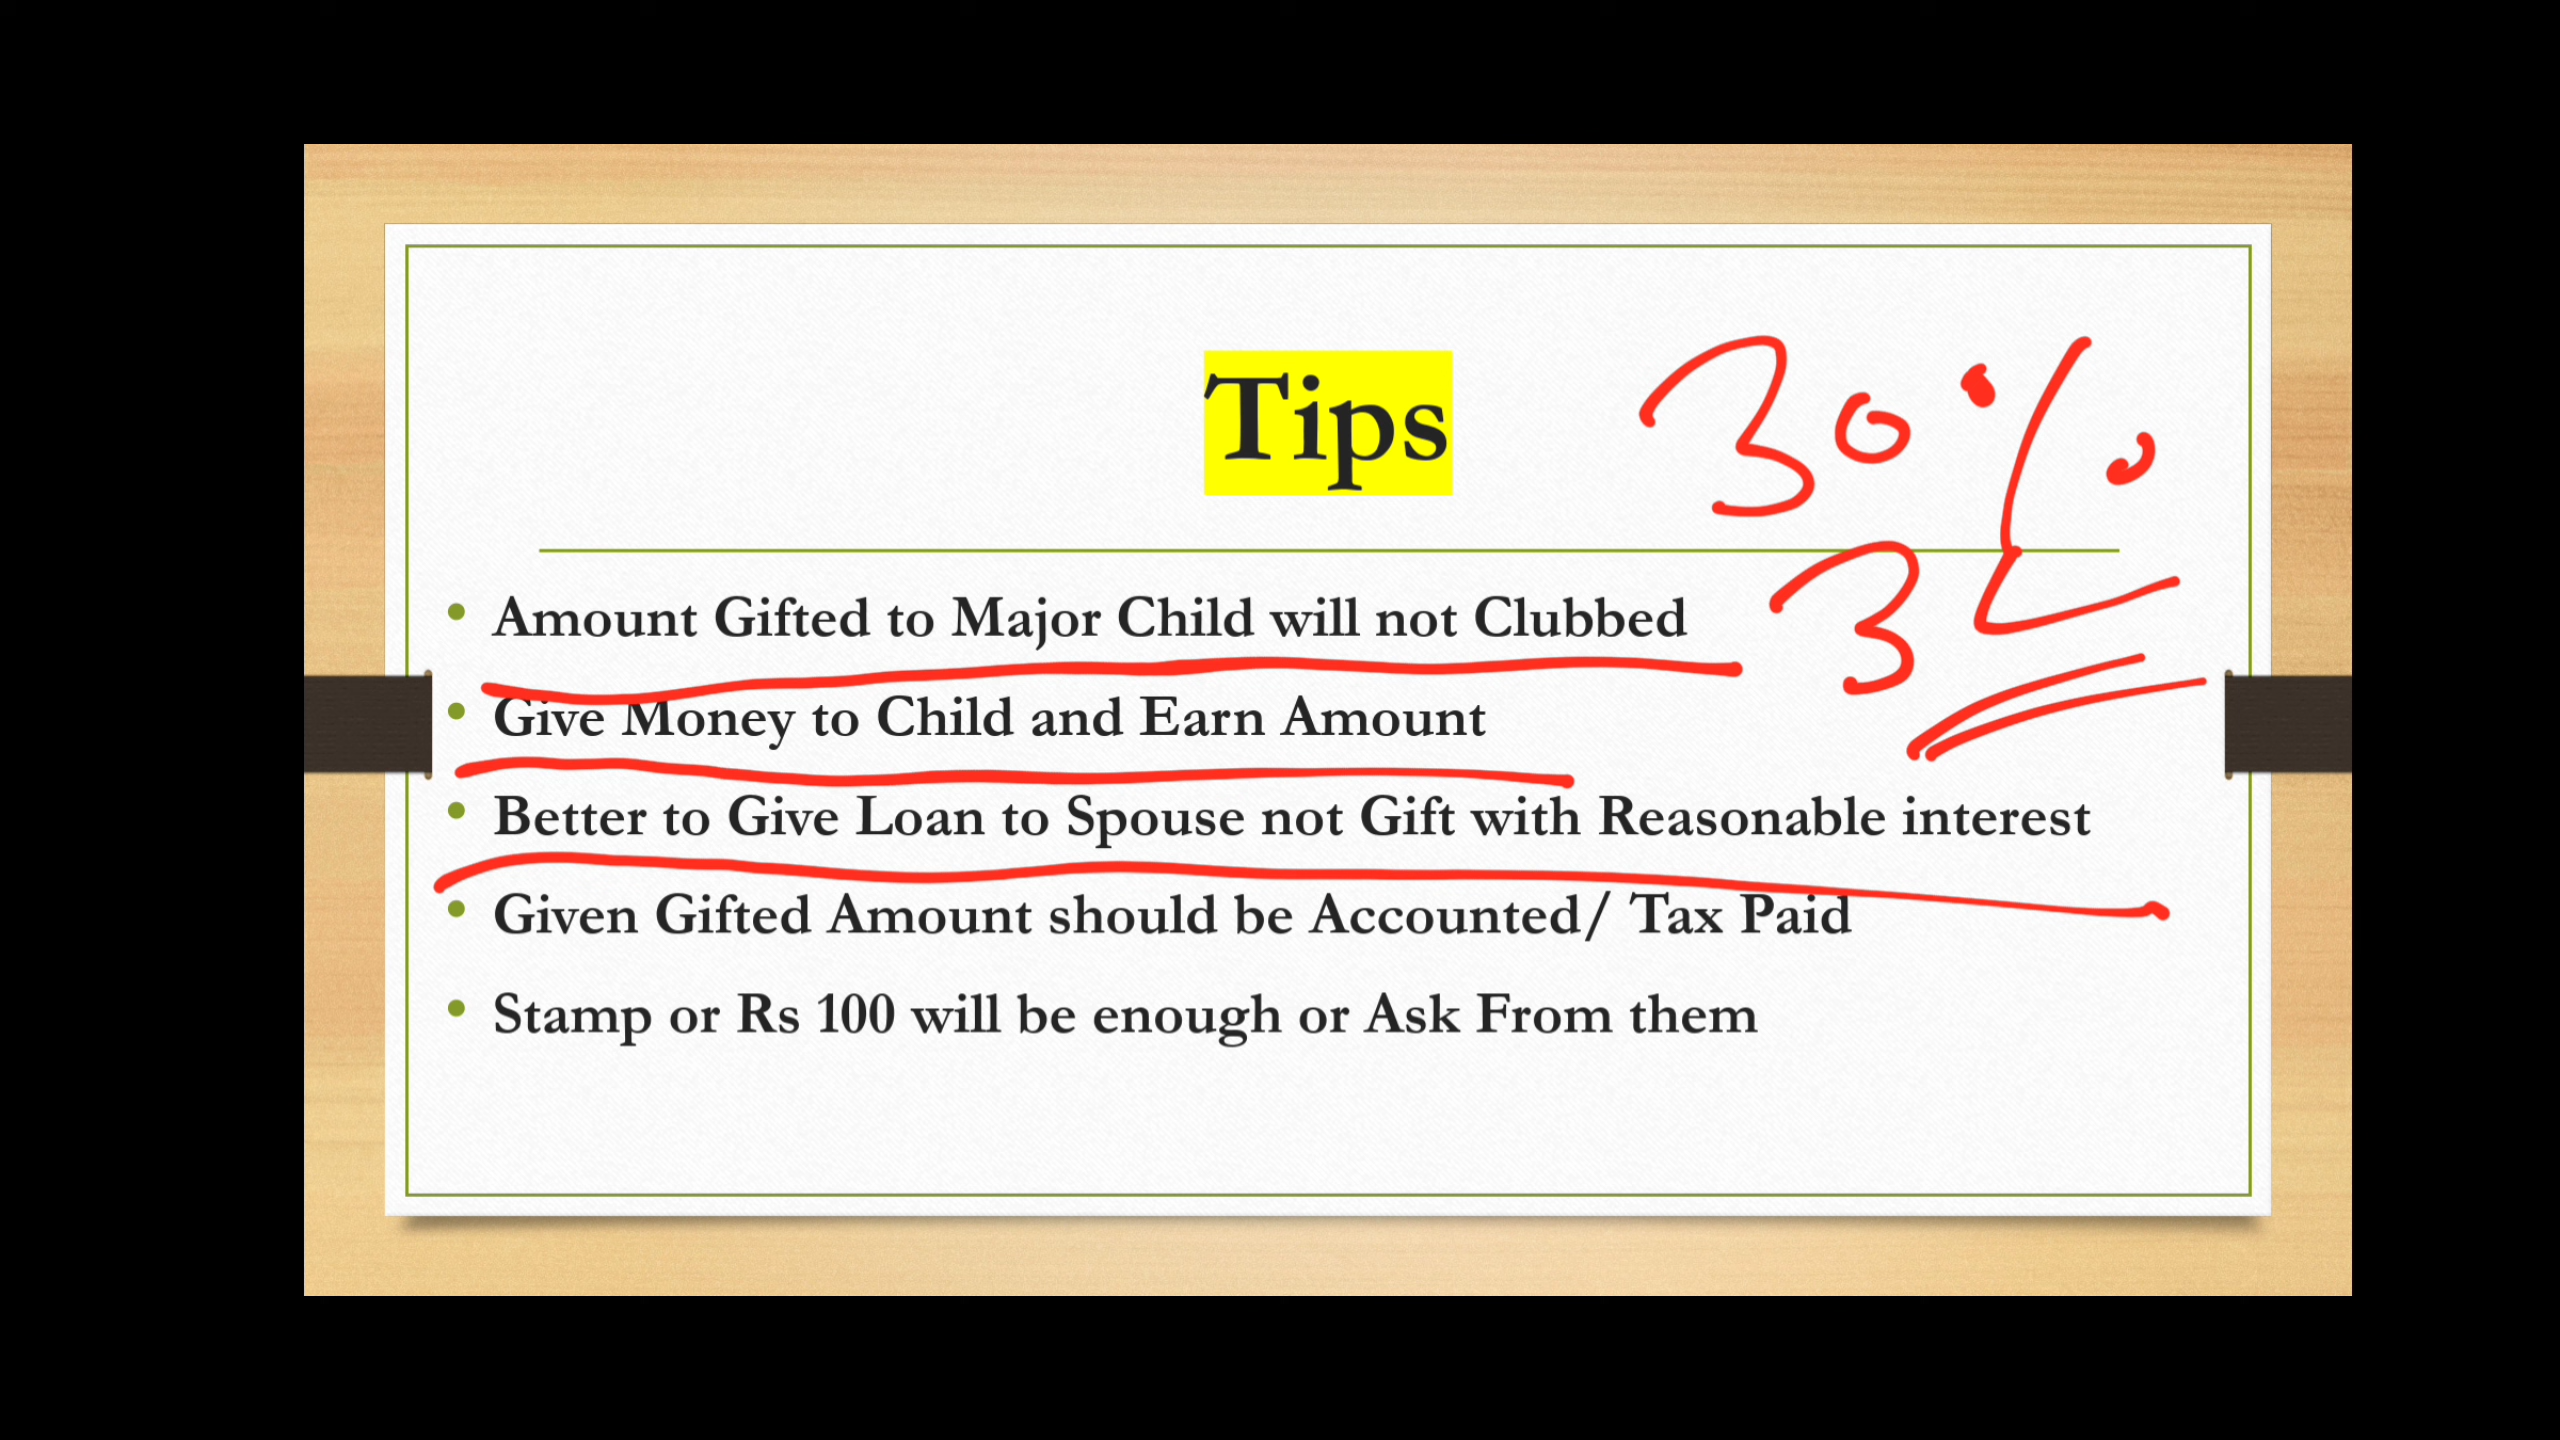 Tips
30%
3L
Amount Gifted to Major Child will not Clubbed
Give Money to Child and Earn Amount
Better to Give Loan to Spouse not Gift with Reasonable interest
Given Gifted Amount should be Accounted/ Tax Paid
Stamp or Rs 100 will be enough or Ask From them